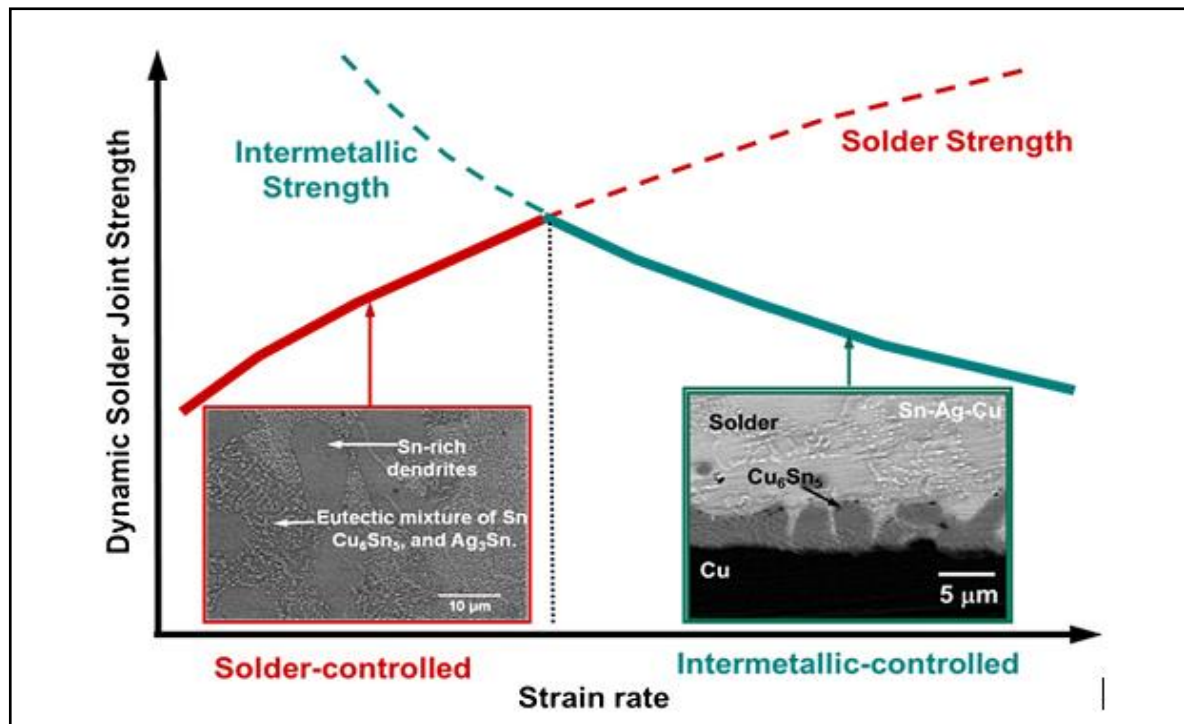 Dynamic Solder Joint Strength
Intermetallic
Strength
Solder Strength
Sn-rich
dendrites
Eutectic mixture of Sn
Cu₆Sn₅, and Ag₃Sn.
10 μm
Sn-Ag-Cu
Solder
Cu₆Sn₅
Cu
5 μm
Solder-controlled
Intermetallic-controlled
Strain rate